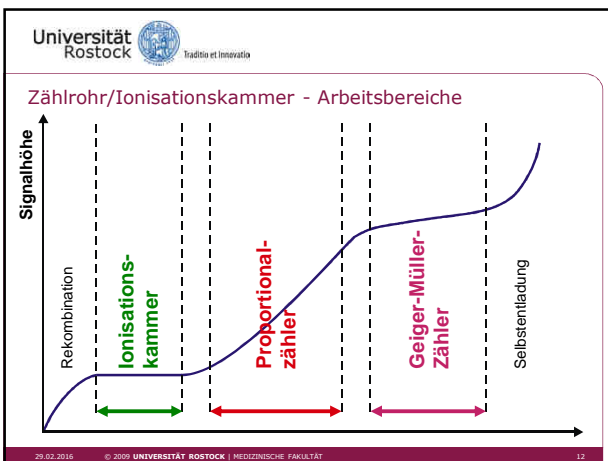 Universität
Rostock
Traditio et Innovatio
Zählrohr/Ionisationskammer - Arbeitsbereiche
Signalhöhe
Rekombination
Ionisations-
kammer
Proportional-
zähler
Geiger-Müller-
Zähler
Selbstentladung
29.02.2016 © 2009 UNIVERSITÄT ROSTOCK | MEDIZINISCHE FAKULTÄT 12